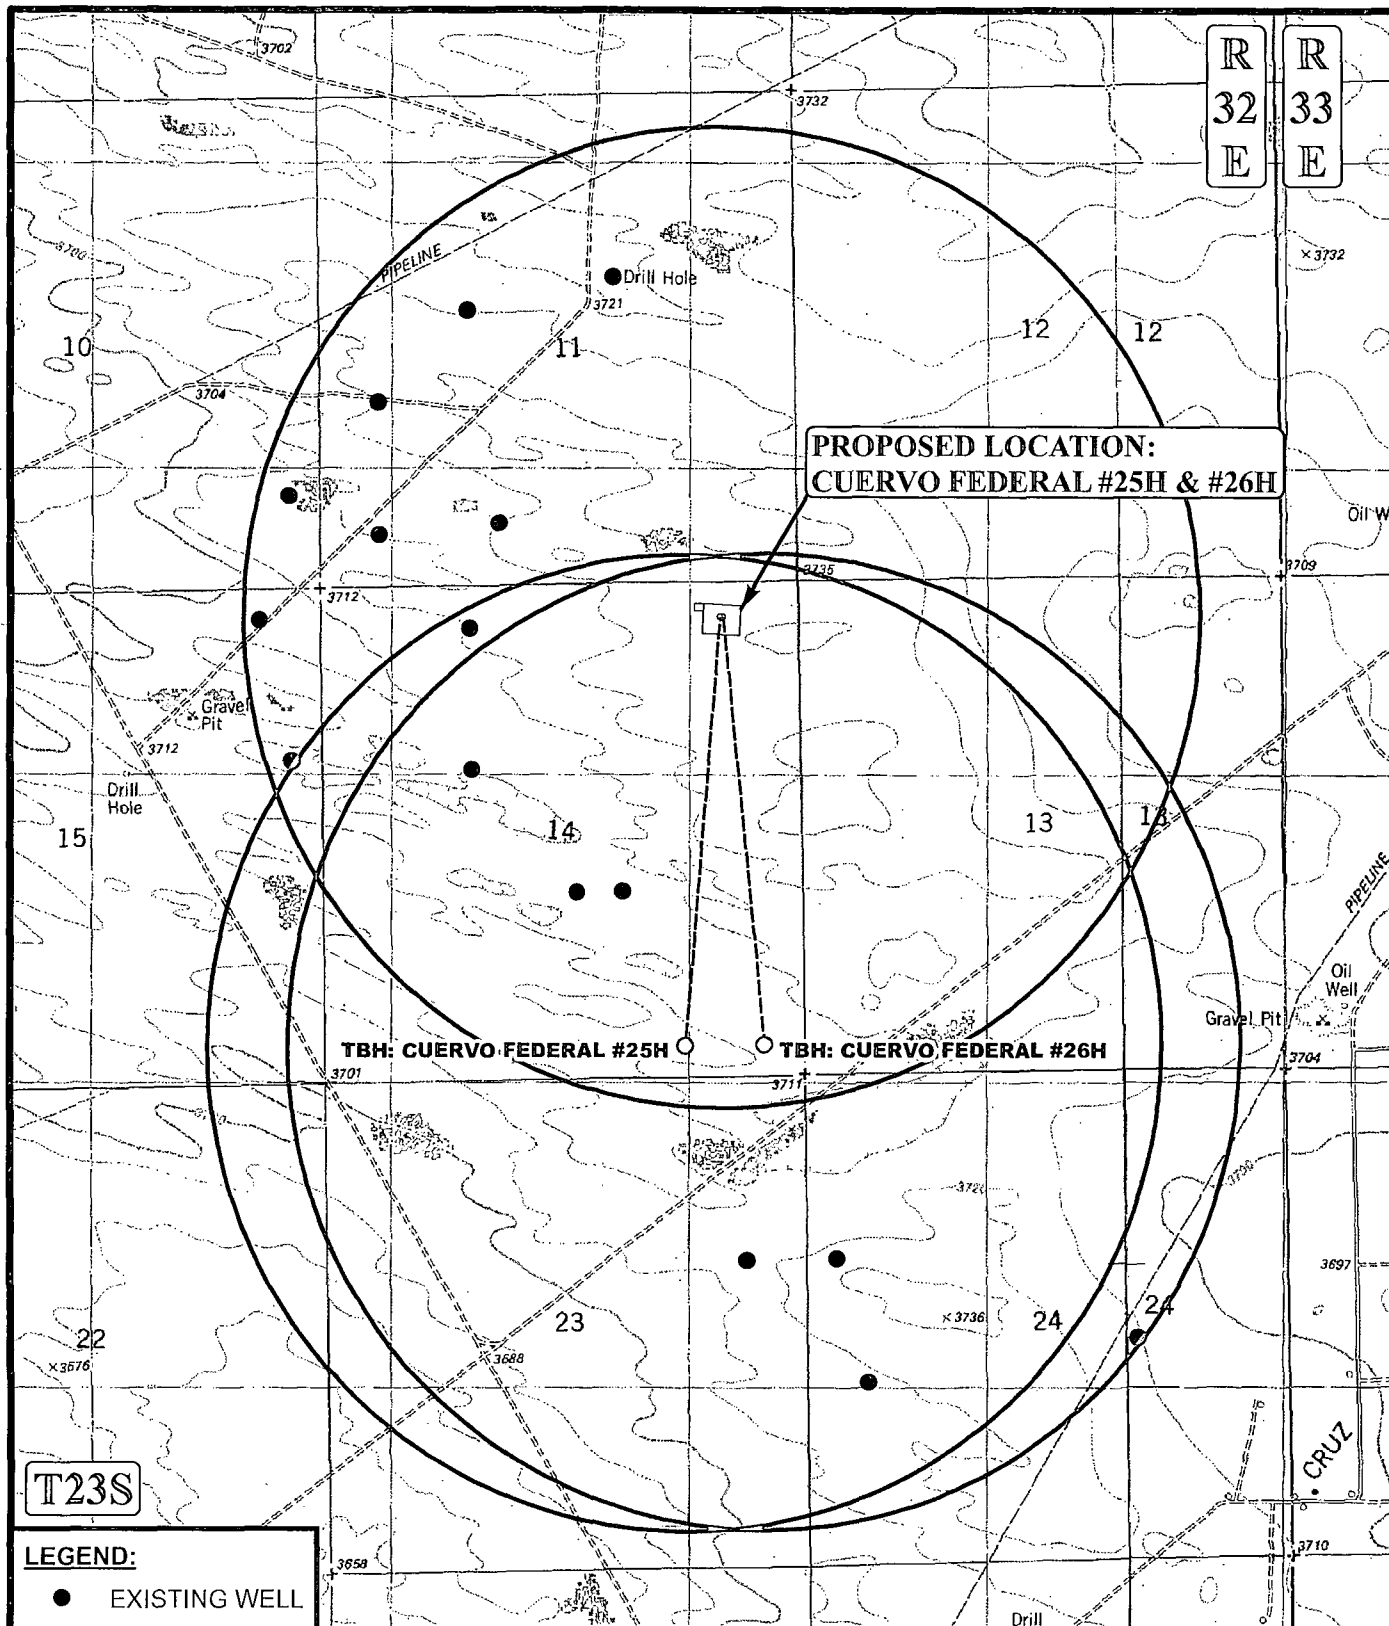 R
32
E
R
33
E
3702
3732
3700
PIPELINE
Drill Hole
3721
×3732
10
11
12
12
3704
PROPOSED LOCATION:
CUERVO FEDERAL #25H & #26H
Oil W
3735
3709
3712
Gravel
Pit
3712
Drill
Hole
15
14
13
13
PIPELINE
Oil
Well
Gravel Pit
TBH: CUERVO FEDERAL #25H
TBH: CUERVO FEDERAL #26H
3701
3711
3704
3700
3697
×3736
24
24
23
22
×3676
3688
CRUZ
T23S
LEGEND:
EXISTING WELL
3658
3710
Drill